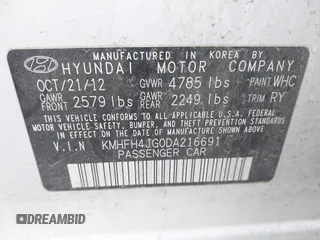 MANUFACTURED IN KOREA BY
HYUNDAI MOTOR COMPANY
OCT/21/12 GVWR 4785 lbs PAINT WHC
GAWR FRONT 2579 lbs GAWR REAR 2249 lbs TRIM RY
THIS VEHICLE CONFORMS TO ALL APPLICABLE
U.S. FEDERAL MOTOR VEHICLE SAFETY, BUMPER,
AND THEFT PREVENTION STANDARDS IN EFFECT ON
THE DATE OF MANUFACTURE SHOWN ABOVE.
V.I.N KMHFH4JG0DA216691
PASSENGER CAR
DREAMBID
dreambid.com